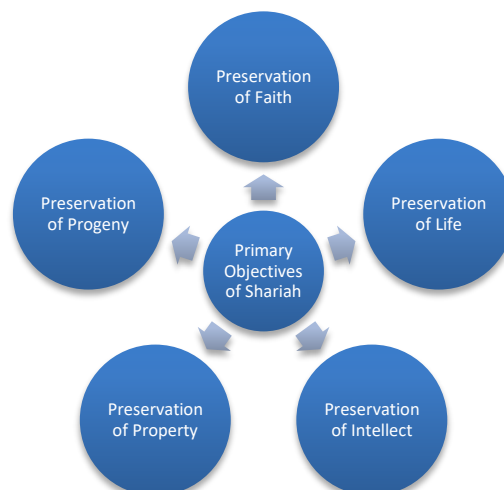 Preservation
of Faith
Preservation
of Progeny
Preservation
of Life
Primary
Objectives
of Shariah
Preservation
of Property
Preservation
of Intellect